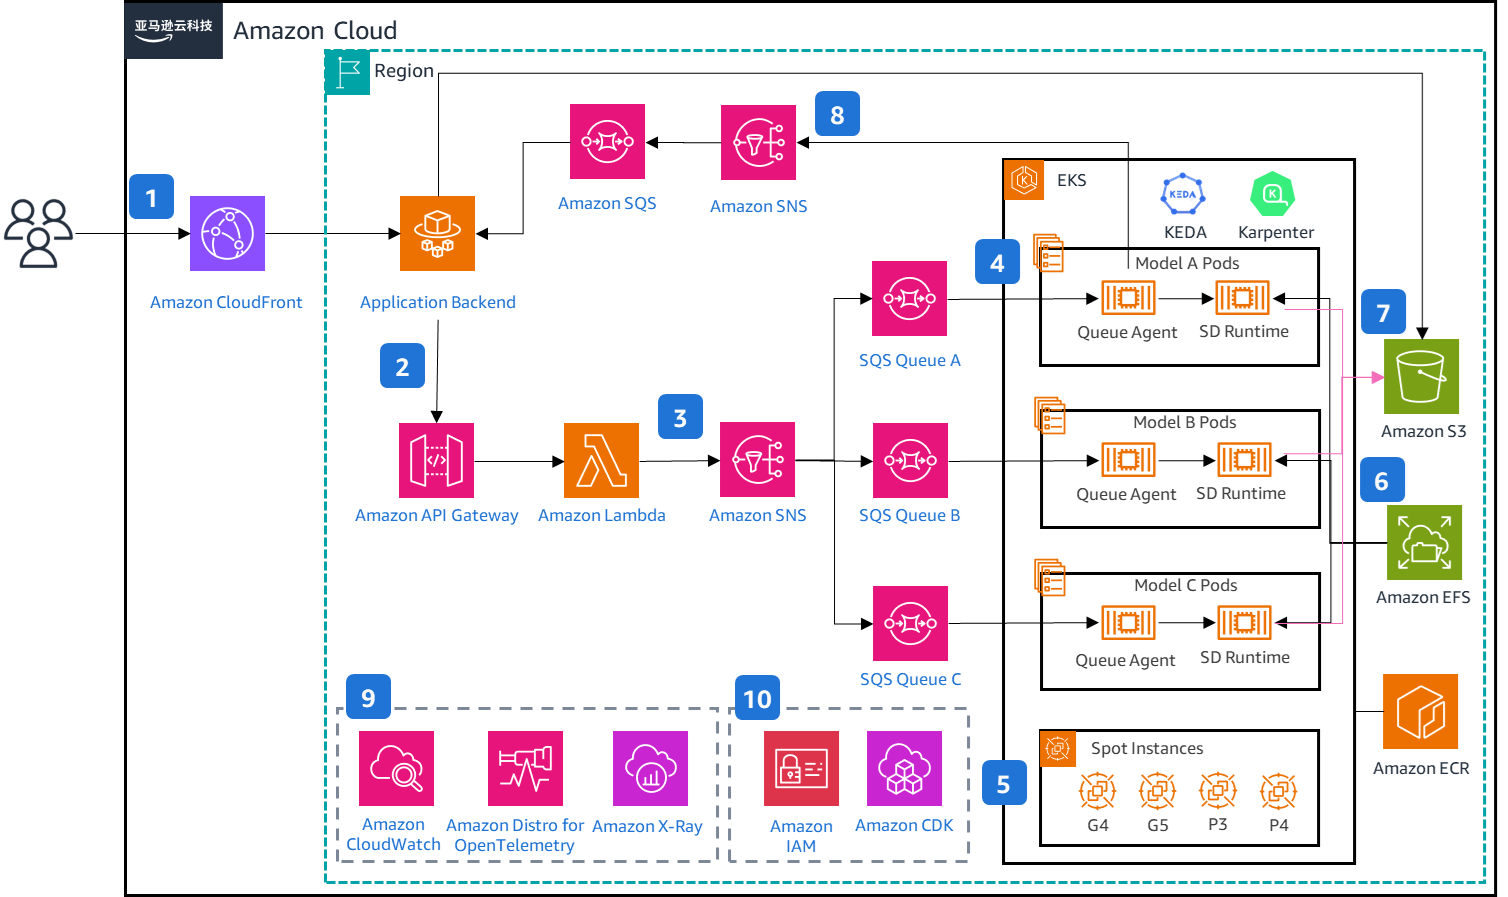 亚马逊云科技
Amazon Cloud
Region
8
1
EKS
KEDA
KEDA
Karpenter
Amazon SQS
Amazon SNS
4
Model A Pods
Amazon CloudFront
Application Backend
Queue Agent
SD Runtime
7
2
SQS Queue A
3
Model B Pods
Amazon S3
Queue Agent
SD Runtime
6
Amazon API Gateway
Amazon Lambda
Amazon SNS
SQS Queue B
Model C Pods
Amazon EFS
Queue Agent
SD Runtime
SQS Queue C
9
10
Spot Instances
5
Amazon ECR
G4
G5
P3
P4
Amazon
CloudWatch
Amazon Distro for
OpenTelemetry
Amazon X-Ray
Amazon
IAM
Amazon CDK